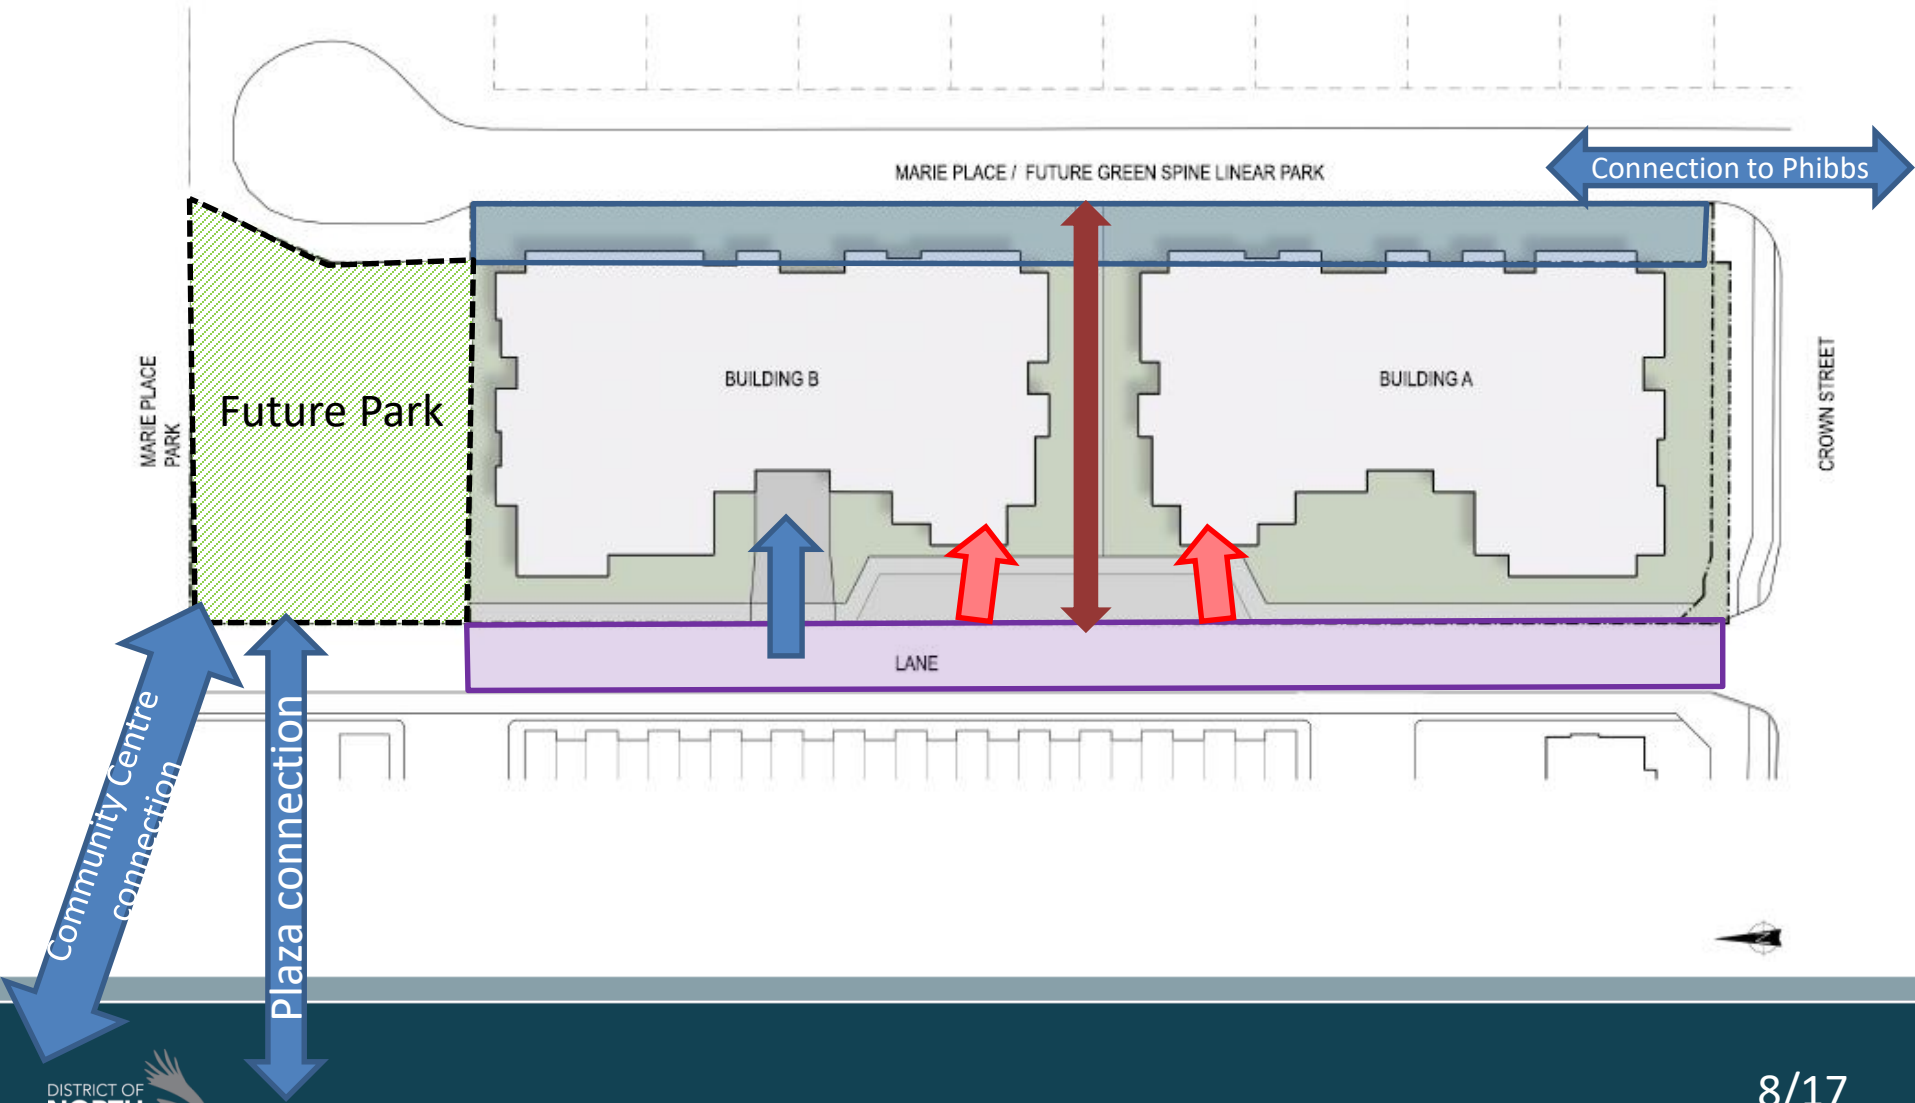 MARIE PLACE / FUTURE GREEN SPINE LINEAR PARK
Connection to Phibbs
MARIE PLACE
PARK
Future Park
BUILDING B
BUILDING A
CROWN STREET
LANE
Community Centre
connection
Plaza connection
DISTRICT OF
NORTH
8/17